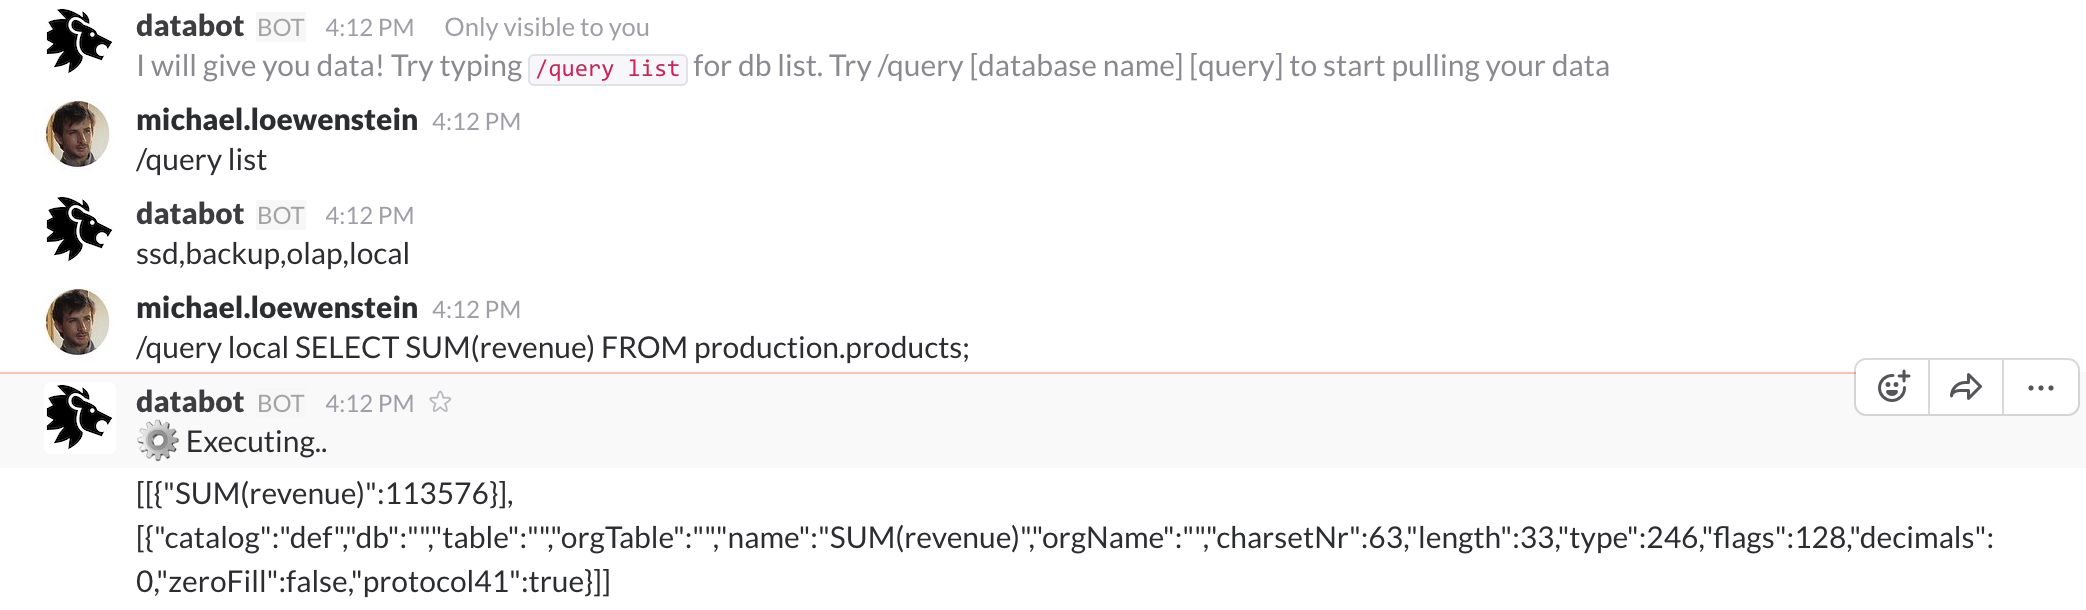 databot BOT 4:12 PM Only visible to you
I will give you data! Try typing /query list for db list. Try /query [database name] [query] to start pulling your data
michael.loewenstein 4:12 PM
/query list
databot BOT 4:12 PM
ssd,backup,olap,local
michael.loewenstein 4:12 PM
/query local SELECT SUM(revenue) FROM production.products;
databot BOT 4:12 PM
Executing..
[[{"SUM(revenue)":113576}],
[{"catalog":"def","db":"","table":"","orgTable":"","name":"SUM(revenue)","orgName":"","charsetNr":63,"length":33,"type":246,"flags":128,"decimals":
0,"zeroFill":false,"protocol41":true}]]